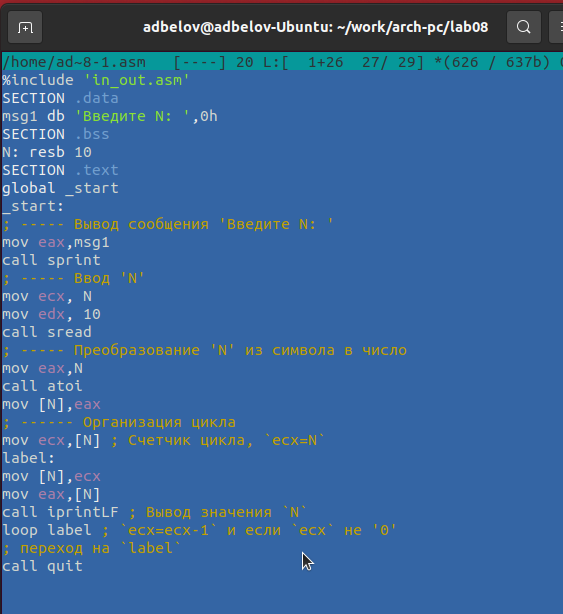 adbelov@adbelov-Ubuntu: ~/work/arch-pc/lab08
/home/ad~8-1.asm   [----] 20 L:[  1+26  27/ 29] *(626 / 637b)
%include 'in_out.asm'
SECTION .data
msg1 db 'Введите N: ',0h
SECTION .bss
N: resb 10
SECTION .text
global _start
_start:
; ----- Вывод сообщения 'Введите N: '
mov eax,msg1
call sprint
; ----- Ввод 'N'
mov ecx, N
mov edx, 10
call sread
; ----- Преобразование 'N' из символа в число
mov eax,N
call atoi
mov [N],eax
; ------ Организация цикла
mov ecx,[N] ; Счетчик цикла, `ecx=N`
label:
mov [N],ecx
mov eax,[N]
call iprintLF ; Вывод значения `N`
loop label ; `ecx=ecx-1` и если `ecx` не '0'
; переход на `label`
call quit